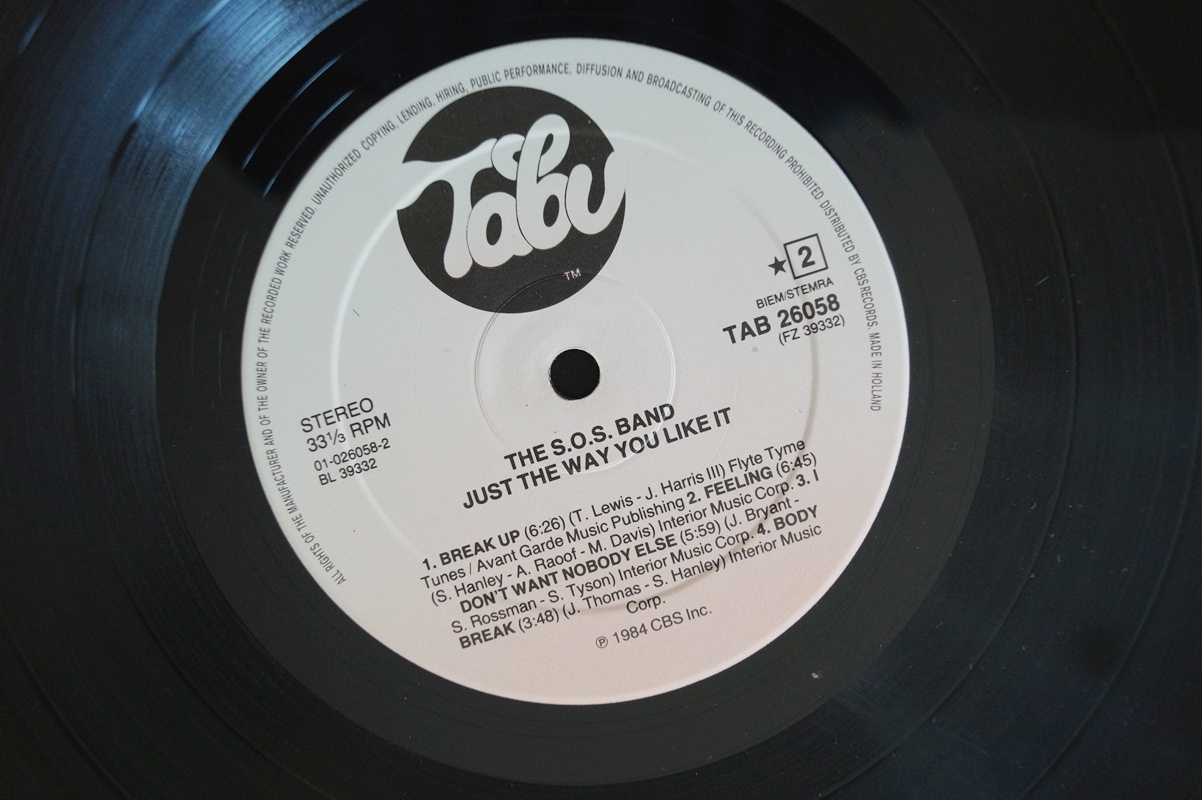 ALL RIGHTS OF THE MANUFACTURER AND OF THE OWNER OF THE RECORDED WORK RESERVED. UNAUTHORIZED COPYING, LENDING, HIRING, PUBLIC PERFORMANCE, DIFFUSION AND BROADCASTING OF THIS RECORDING PROHIBITED. DISTRIBUTED BY CBS RECORDS. MADE IN HOLLAND
Tabu
TM
★ 2
BIEM/STEMRA
TAB 26058
(FZ 39332)
STEREO
33⅓ RPM
01-026058-2
BL 39332
THE S.O.S. BAND
JUST THE WAY YOU LIKE IT
1. BREAK UP (6:26) (T. Lewis - J. Harris III) Flyte Tyme
Tunes / Avant Garde Music Publishing 2. FEELING (6:45)
(S. Hanley - A. Raoof - M. Davis) Interior Music Corp. 3. I
DON'T WANT NOBODY ELSE (5:59) (J. Bryant -
S. Rossman - S. Tyson) Interior Music Corp. 4. BODY
BREAK (3:48) (J. Thomas - S. Hanley) Interior Music
Corp.
℗ 1984 CBS Inc.